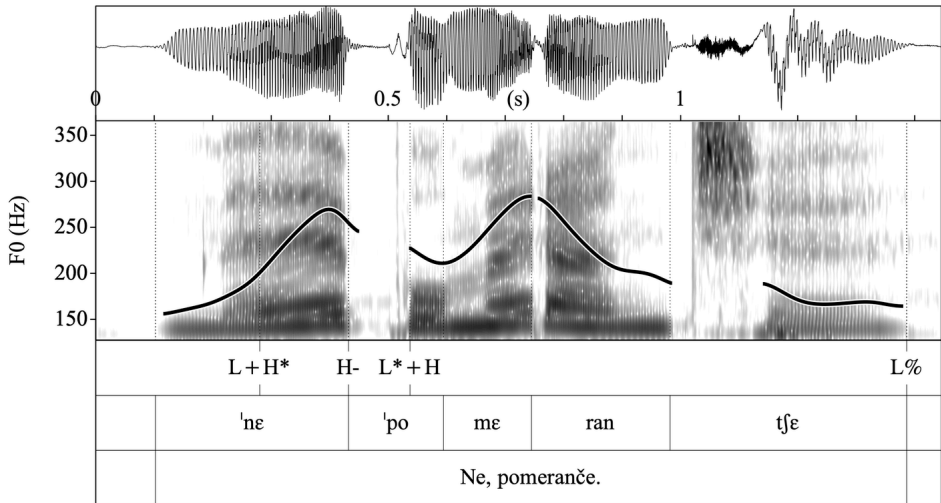 0 0.5 (s) 1
350
300
250
200
150
F0 (Hz)
L+H* H- L*+H L%
ˈnɛ ˈpo mɛ ran tʃɛ
Ne, pomeranče.